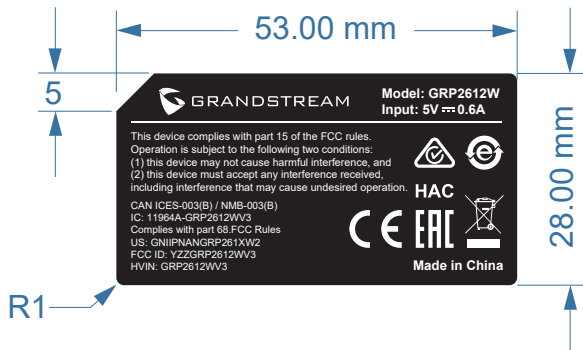 53.00 mm
5
GRANDSTREAM
Model: GRP2612W
Input: 5V 0.6A
This device complies with part 15 of the FCC rules.
Operation is subject to the following two conditions:
(1) this device may not cause harmful interference, and
(2) this device must accept any interference received,
including interference that may cause undesired operation.
HAC
CAN ICES-003(B) / NMB-003(B)
IC: 11964A-GRP2612WV3
Complies with part 68.FCC Rules
US: GNIIPNANGRP261XW2
FCC ID: YZZGRP2612WV3
HVIN: GRP2612WV3
CE EAC
Made in China
28.00 mm
R1